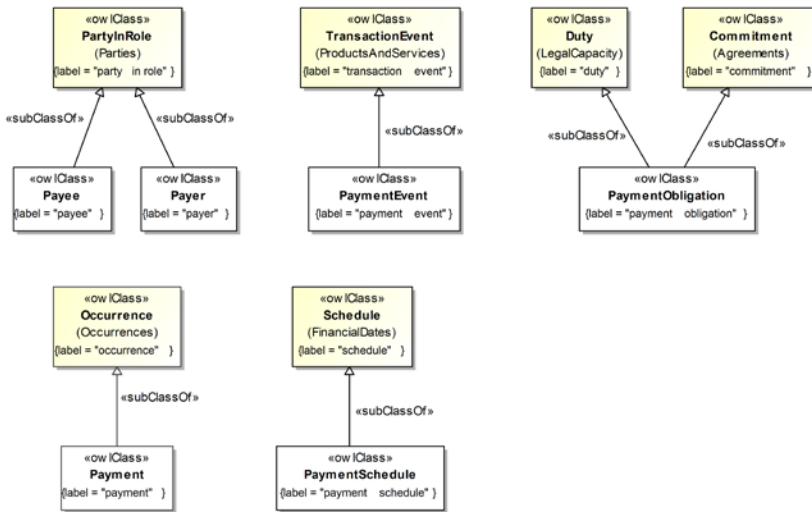 «owlClass»
PartyInRole
(Parties)
{label = "party in role" }
«owlClass»
TransactionEvent
(ProductsAndServices)
{label = "transaction event" }
«owlClass»
Duty
(LegalCapacity)
{label = "duty" }
«owlClass»
Commitment
(Agreements)
{label = "commitment" }
«subClassOf»
«subClassOf»
«subClassOf»
«subClassOf»
«subClassOf»
«owlClass»
Payee
{label = "payee" }
«owlClass»
Payer
{label = "payer" }
«owlClass»
PaymentEvent
{label = "payment event" }
«owlClass»
PaymentObligation
{label = "payment obligation" }
«owlClass»
Occurrence
(Occurrences)
{label = "occurrence" }
«owlClass»
Schedule
(FinancialDates)
{label = "schedule" }
«subClassOf»
«subClassOf»
«owlClass»
Payment
{label = "payment" }
«owlClass»
PaymentSchedule
{label = "payment schedule" }